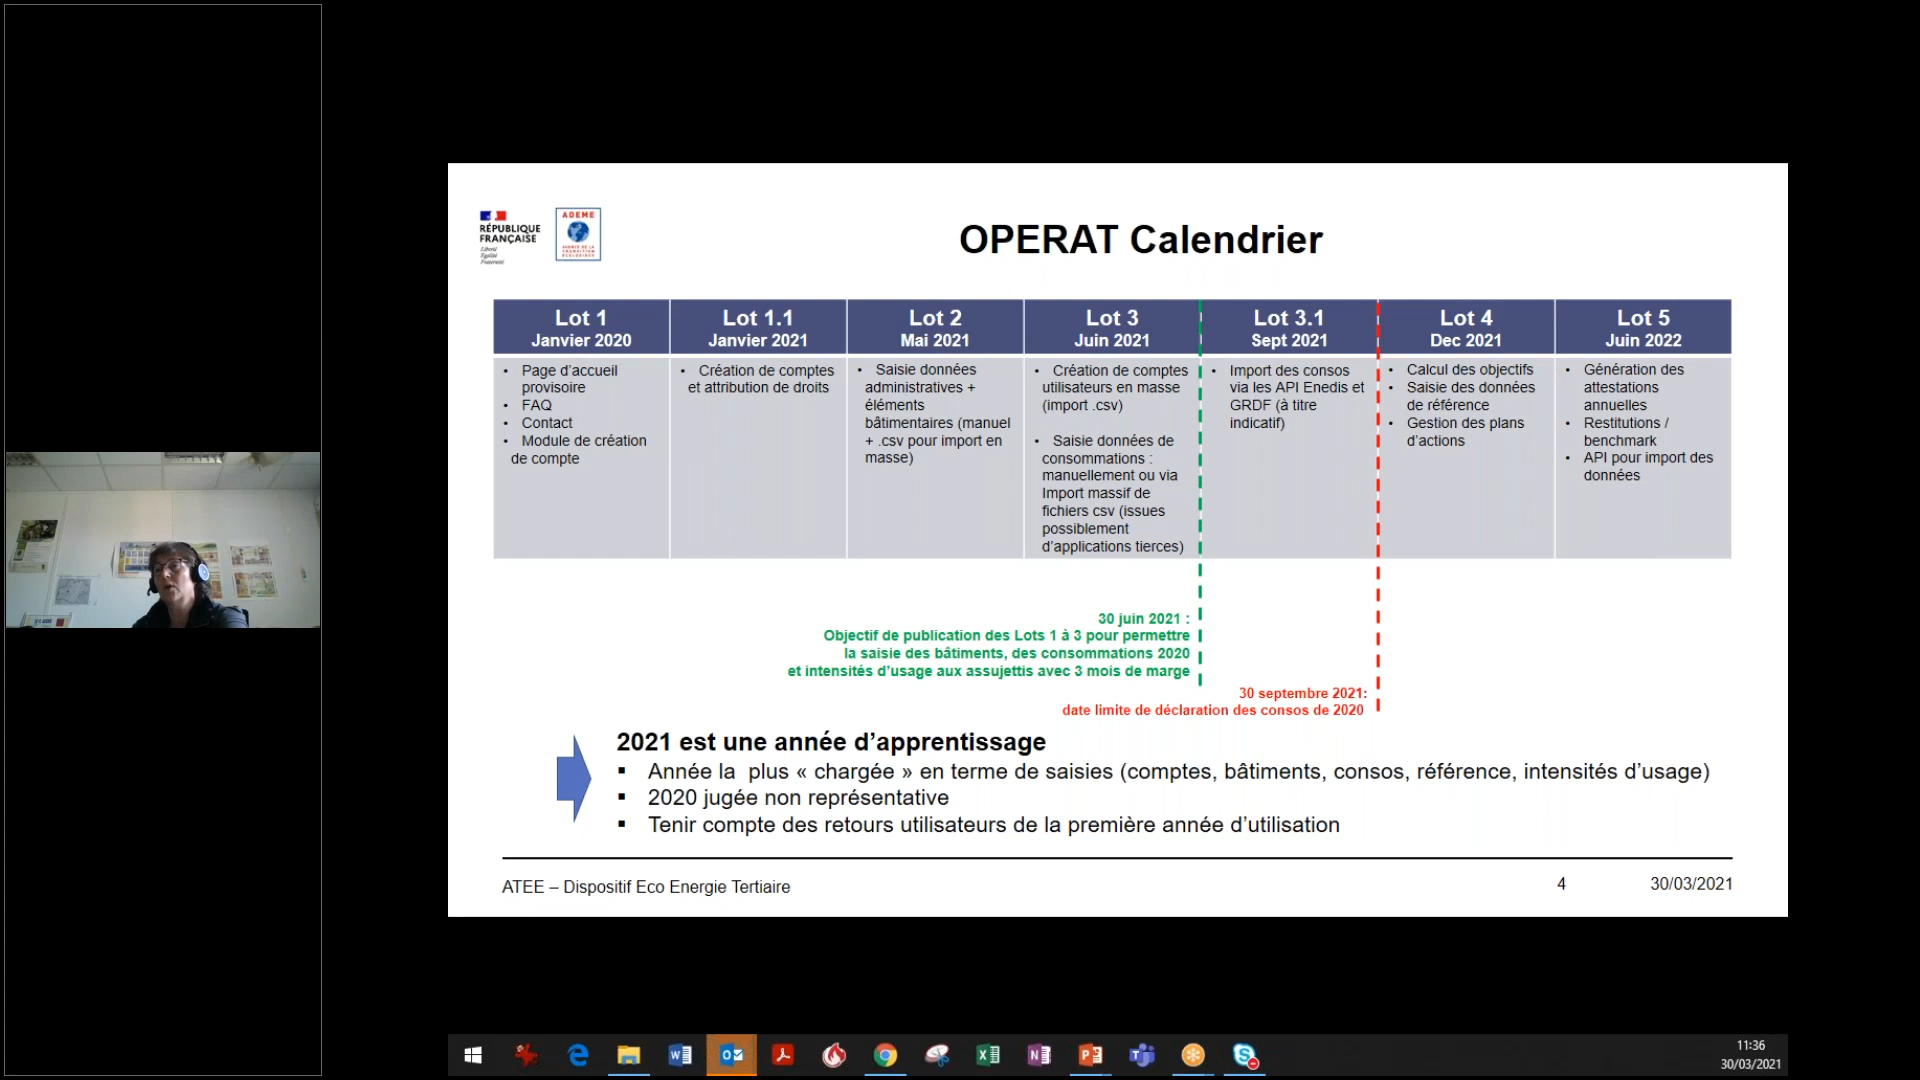 RÉPUBLIQUE
FRANÇAISE
Liberté
Égalité
Fraternité
ADEME
AGENCE DE LA
TRANSITION
ÉCOLOGIQUE
OPERAT Calendrier
Lot 1
Janvier 2020
• Page d’accueil
provisoire
• FAQ
• Contact
• Module de création
de compte
Lot 1.1
Janvier 2021
• Création de comptes
et attribution de droits
Lot 2
Mai 2021
• Saisie données
administratives +
éléments
bâtimentaires (manuel
+ .csv pour import en
masse)
Lot 3
Juin 2021
• Création de comptes
utilisateurs en masse
(import .csv)
• Saisie données de
consommations :
manuellement ou via
Import massif de
fichiers csv (issues
possiblement
d’applications tierces)
Lot 3.1
Sept 2021
• Import des consos
via les API Enedis et
GRDF (à titre
indicatif)
Lot 4
Dec 2021
• Calcul des objectifs
• Saisie des données
de référence
• Gestion des plans
d’actions
Lot 5
Juin 2022
• Génération des
attestations
annuelles
• Restitutions /
benchmark
• API pour import des
données
30 juin 2021 :
Objectif de publication des Lots 1 à 3 pour permettre
la saisie des bâtiments, des consommations 2020
et intensités d’usage aux assujettis avec 3 mois de marge
30 septembre 2021:
date limite de déclaration des consos de 2020
2021 est une année d’apprentissage
▪ Année la plus « chargée » en terme de saisies (comptes, bâtiments, consos, référence, intensités d’usage)
▪ 2020 jugée non représentative
▪ Tenir compte des retours utilisateurs de la première année d’utilisation
ATEE – Dispositif Eco Energie Tertiaire
4
30/03/2021
11:36
30/03/2021